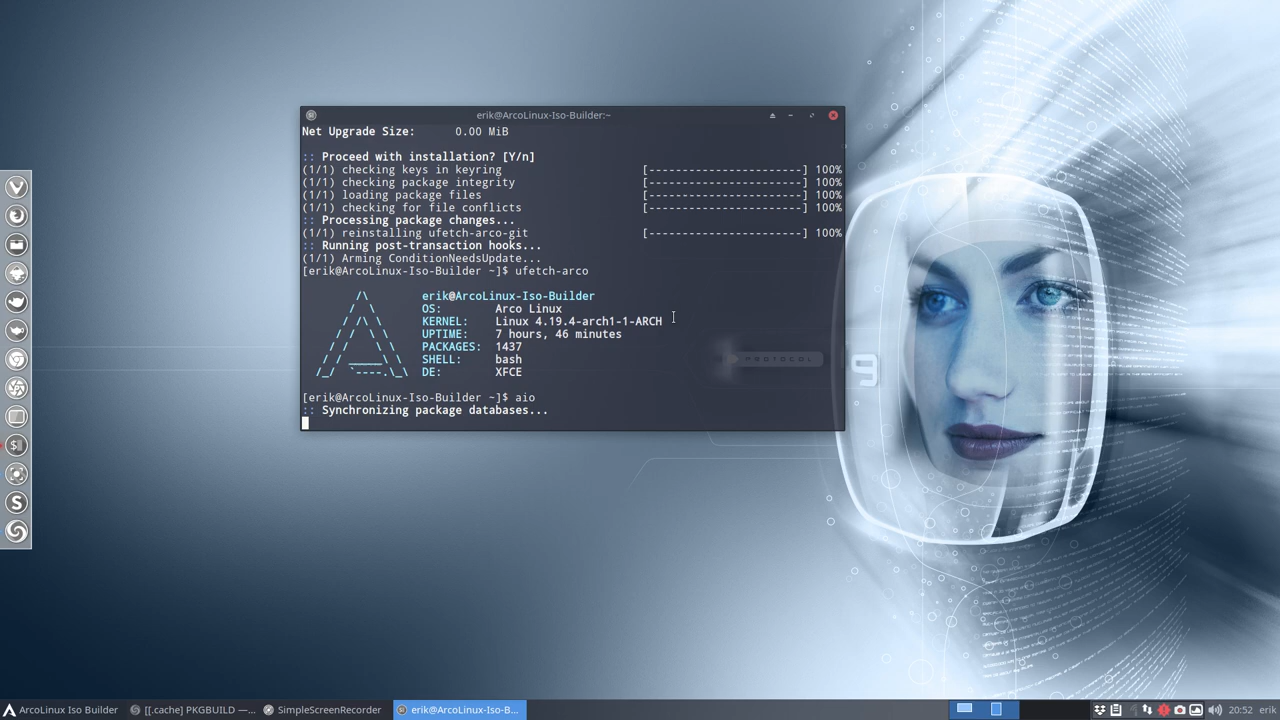 erik@ArcoLinux-Iso-Builder:~
Net Upgrade Size:      0.00 MiB
:: Proceed with installation? [Y/n]
(1/1) checking keys in keyring                     [----------------------] 100%
(1/1) checking package integrity                   [----------------------] 100%
(1/1) loading package files                        [----------------------] 100%
(1/1) checking for file conflicts                  [----------------------] 100%
:: Processing package changes...
(1/1) reinstalling ufetch-arco-git                 [----------------------] 100%
:: Running post-transaction hooks...
(1/1) Arming ConditionNeedsUpdate...
[erik@ArcoLinux-Iso-Builder ~]$ ufetch-arco
erik@ArcoLinux-Iso-Builder
OS:        Arco Linux
KERNEL:    Linux 4.19.4-arch1-1-ARCH
UPTIME:    7 hours, 46 minutes
PACKAGES:  1437
SHELL:     bash
DE:        XFCE
[erik@ArcoLinux-Iso-Builder ~]$ aio
:: Synchronizing package databases...
PROTOCOL
9
ArcoLinux Iso Builder
[[.cache] PKGBUILD —...
SimpleScreenRecorder
erik@ArcoLinux-Iso-B...
20:52
erik